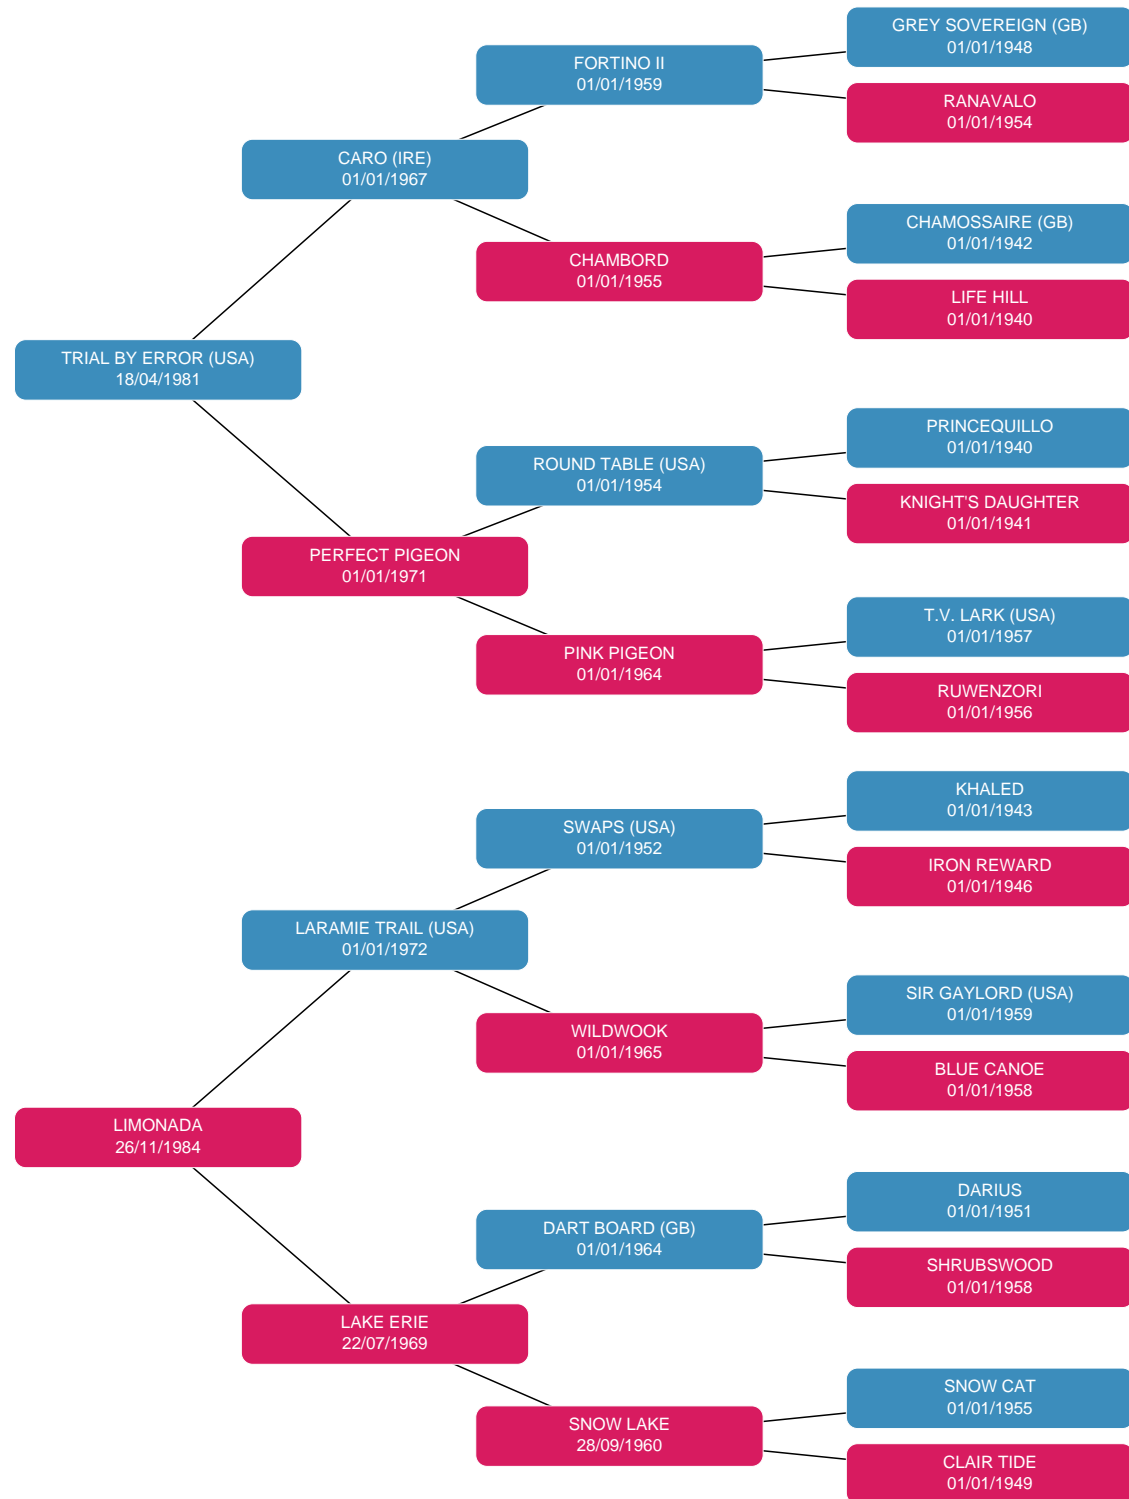 GREY SOVEREIGN (GB)
01/01/1948
FORTINO II
01/01/1959
RANAVALO
01/01/1954
CARO (IRE)
01/01/1967
CHAMOSSAIRE (GB)
01/01/1942
CHAMBORD
01/01/1955
LIFE HILL
01/01/1940
TRIAL BY ERROR (USA)
18/04/1981
PRINCEQUILLO
01/01/1940
ROUND TABLE (USA)
01/01/1954
KNIGHT'S DAUGHTER
01/01/1941
PERFECT PIGEON
01/01/1971
T.V. LARK (USA)
01/01/1957
PINK PIGEON
01/01/1964
RUWENZORI
01/01/1956
KHALED
01/01/1943
SWAPS (USA)
01/01/1952
IRON REWARD
01/01/1946
LARAMIE TRAIL (USA)
01/01/1972
SIR GAYLORD (USA)
01/01/1959
WILDWOOK
01/01/1965
BLUE CANOE
01/01/1958
LIMONADA
26/11/1984
DARIUS
01/01/1951
DART BOARD (GB)
01/01/1964
SHRUBSWOOD
01/01/1958
LAKE ERIE
22/07/1969
SNOW CAT
01/01/1955
SNOW LAKE
28/09/1960
CLAIR TIDE
01/01/1949